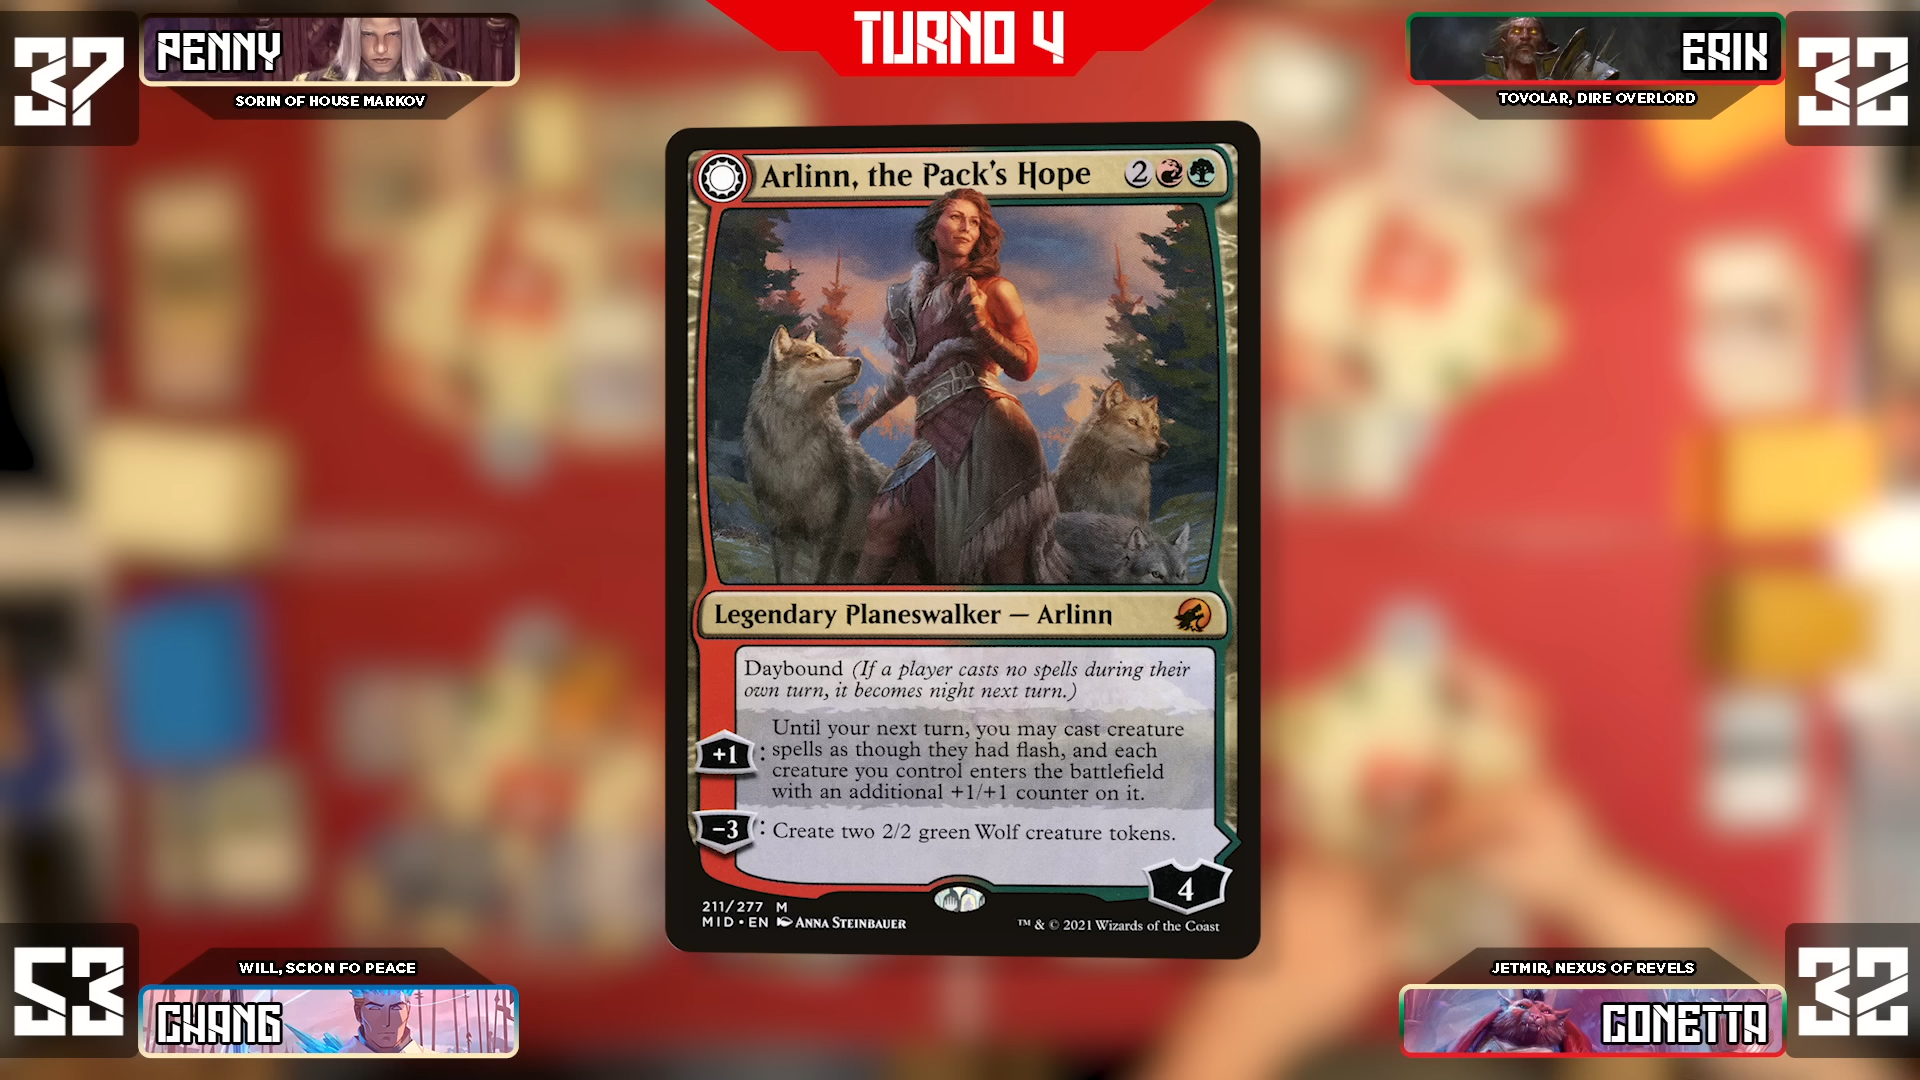 37
PENNY
SORIN OF HOUSE MARKOV
TURNO 4
ERIK
TOVOLAR, DIRE OVERLORD
32
Arlinn, the Pack's Hope 2
Legendary Planeswalker — Arlinn
Daybound (If a player casts no spells during their
own turn, it becomes night next turn.)
+1: Until your next turn, you may cast creature
spells as though they had flash, and each
creature you control enters the battlefield
with an additional +1/+1 counter on it.
−3: Create two 2/2 green Wolf creature tokens.
4
211/277 M
MID • EN ANNA STEINBAUER
™ & © 2021 Wizards of the Coast
53
WILL, SCION FO PEACE
CHANG
JETMIR, NEXUS OF REVELS
CONETTA
32